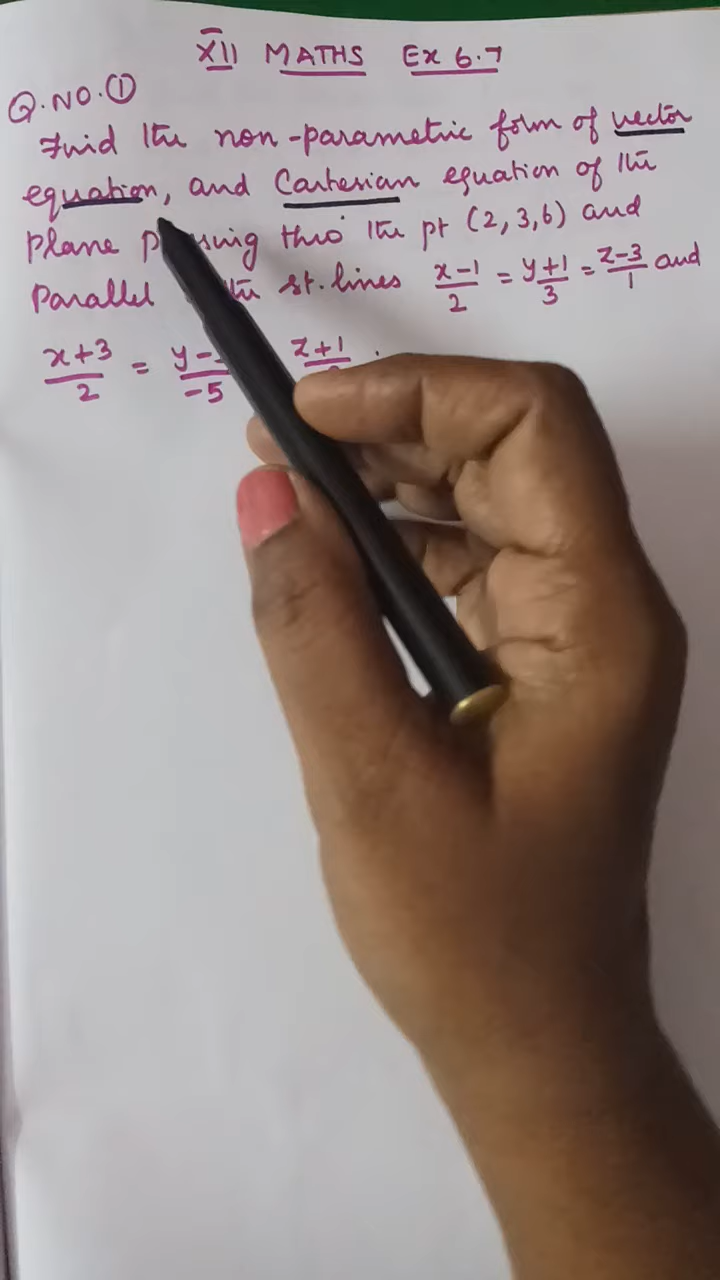 XII MATHS Ex 6.7
Q.NO.①
Find the non-parametric form of vector
equation, and Cartesian equation of the
plane thro' the pt (2,3,6) and
Parallel st.lines x-1/2 = y+1/3 = z-3/1 and
x+3/2 = y-/-5 z+1/